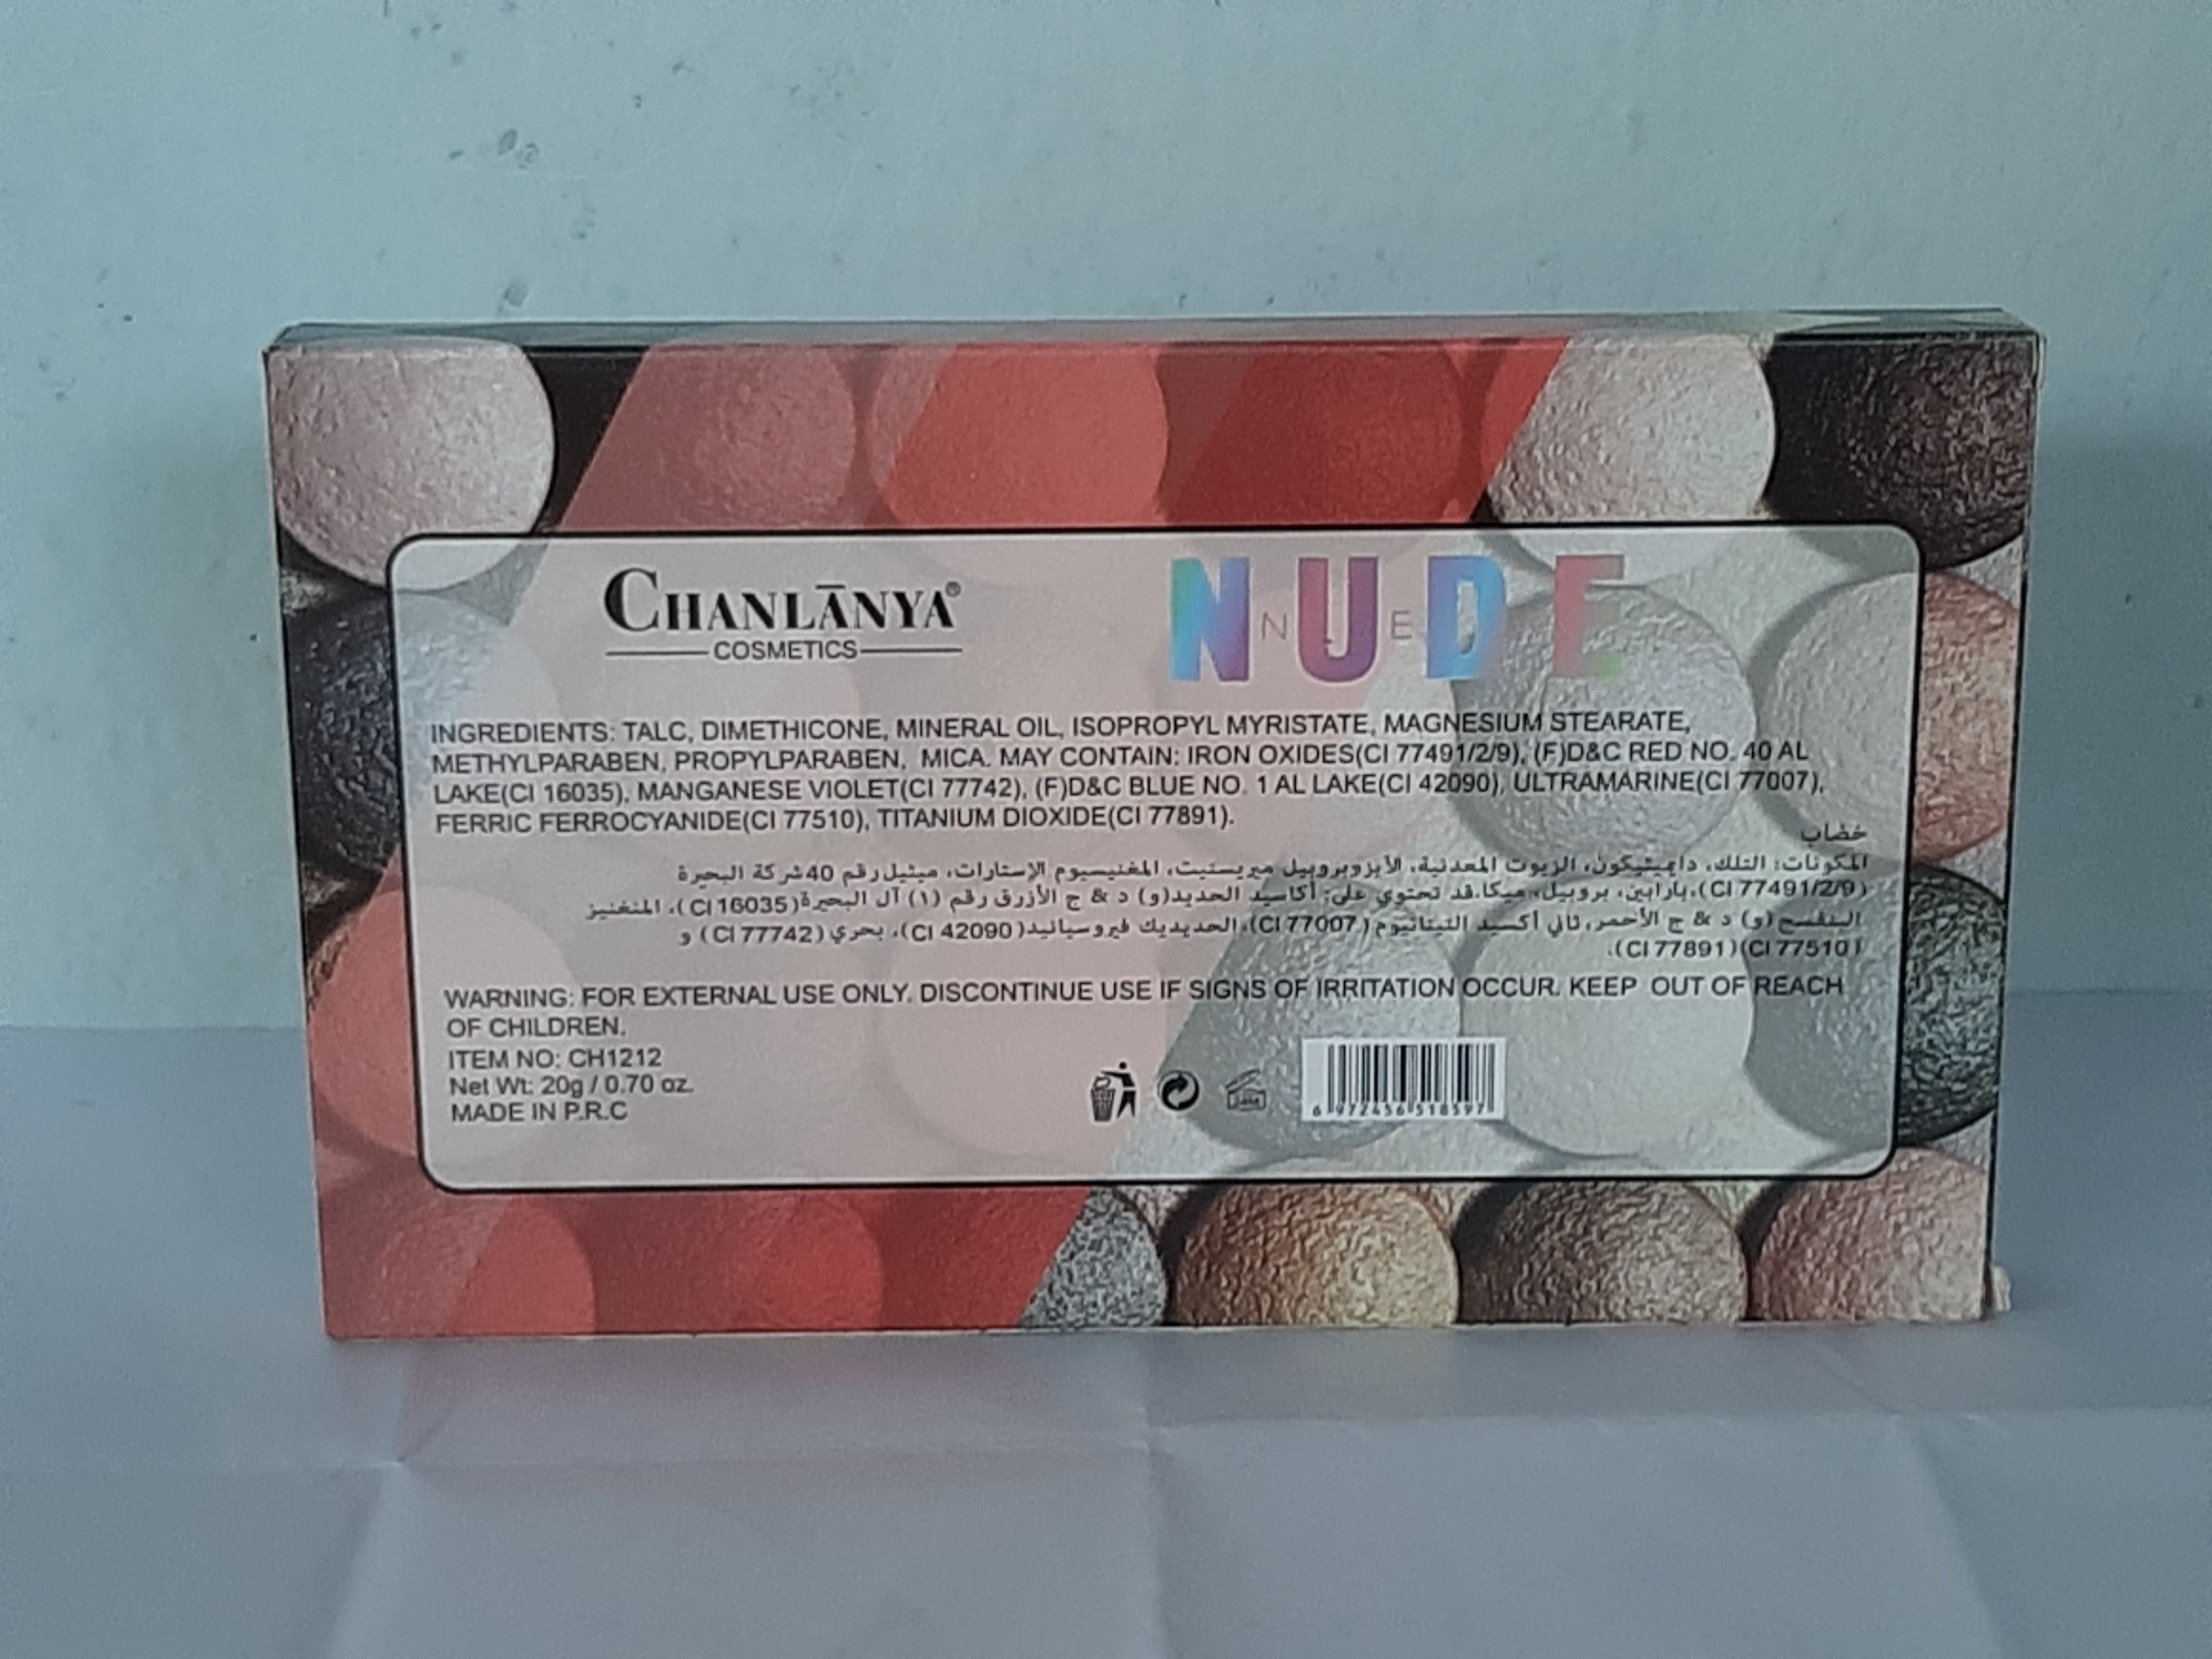 CHANLĀNYA®
COSMETICS
NUDE
N E
INGREDIENTS: TALC, DIMETHICONE, MINERAL OIL, ISOPROPYL MYRISTATE, MAGNESIUM STEARATE,
METHYLPARABEN, PROPYLPARABEN, MICA. MAY CONTAIN: IRON OXIDES(CI 77491/2/9), (F)D&C RED NO. 40 AL
LAKE(CI 16035), MANGANESE VIOLET(CI 77742), (F)D&C BLUE NO. 1 AL LAKE(CI 42090), ULTRAMARINE(CI 77007),
FERRIC FERROCYANIDE(CI 77510), TITANIUM DIOXIDE(CI 77891).
خضاب
المكونات: التلك، دايميثيكون، الزيوت المعدنية، الأيزوبروبيل ميريستيت، المغنيسيوم الإستارات، ميثيل رقم 40 شركة البحيرة
(CI 77491/2/9)، بارابين، بروبيل، ميكا.قد تحتوي على: أكاسيد الحديد(و) د & ج الأزرق رقم (١) آل البحيرة(CI 16035)، المنغنيز
البنفسج (و) د & ج الأحمر، ثاني أكسيد التيتانيوم (CI 77007)، الحديديك فيروسيانيد(CI 42090)، بحري (CI 77742) و
(CI 77510)(CI 77891).
WARNING: FOR EXTERNAL USE ONLY. DISCONTINUE USE IF SIGNS OF IRRITATION OCCUR. KEEP OUT OF REACH
OF CHILDREN.
ITEM NO: CH1212
Net Wt: 20g / 0.70 oz.
MADE IN P.R.C
6 972456 518597